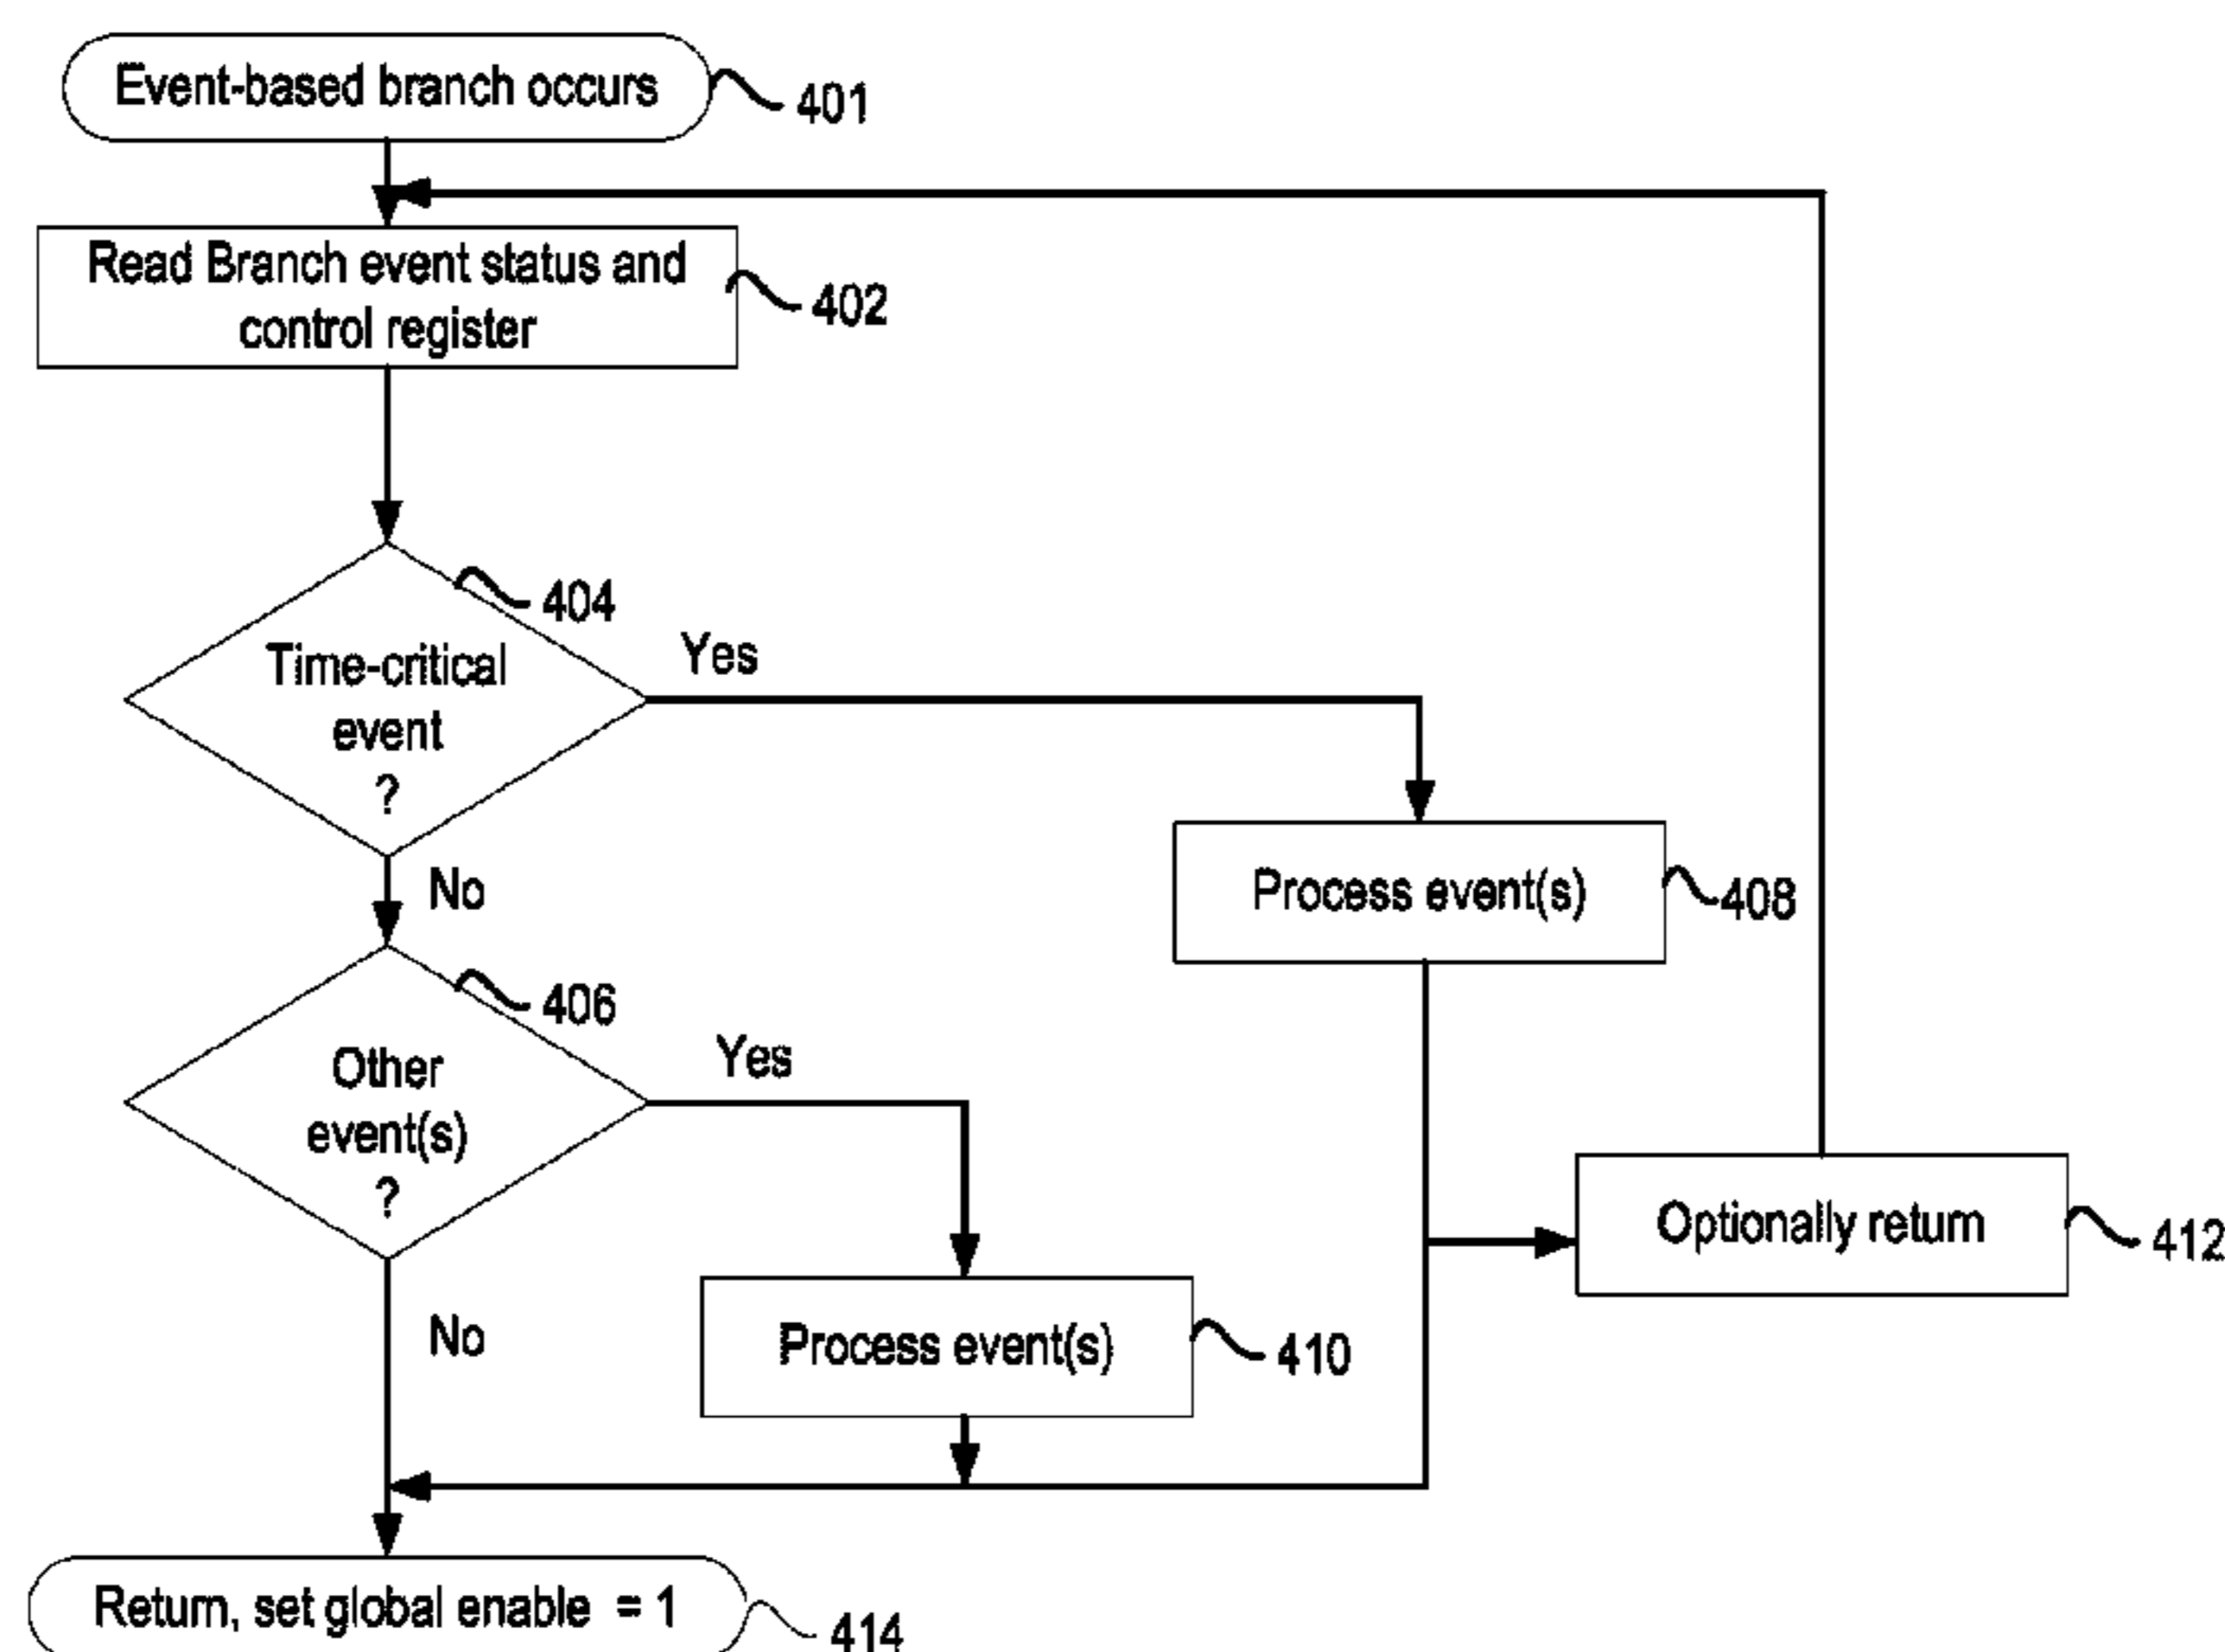 Event-based branch occurs
401
Read Branch event status and
control register
402
404
Time-critical
event
?
Yes
No
Process event(s)
408
406
Other
event(s)
?
Yes
No
Optionally return
412
Process event(s)
410
Return, set global enable = 1
414